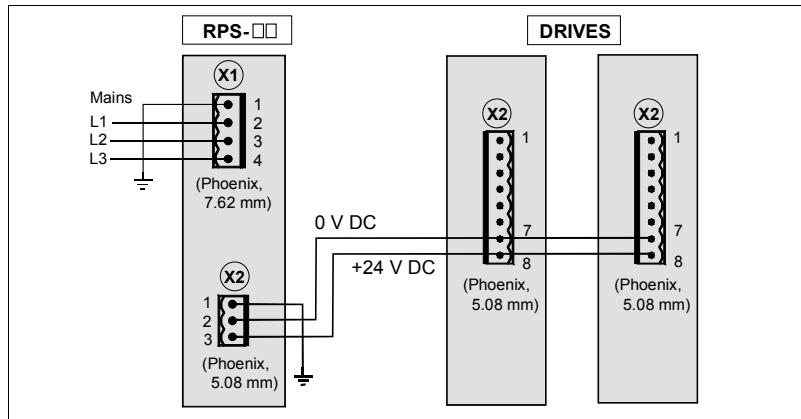 RPS-□□
DRIVES
X1
Mains
L1
L2
L3
1
2
3
4
(Phoenix,
7.62 mm)
X2
1
2
3
(Phoenix,
5.08 mm)
0 V DC
+24 V DC
X2
1
7
8
(Phoenix,
5.08 mm)
X2
1
7
8
(Phoenix,
5.08 mm)